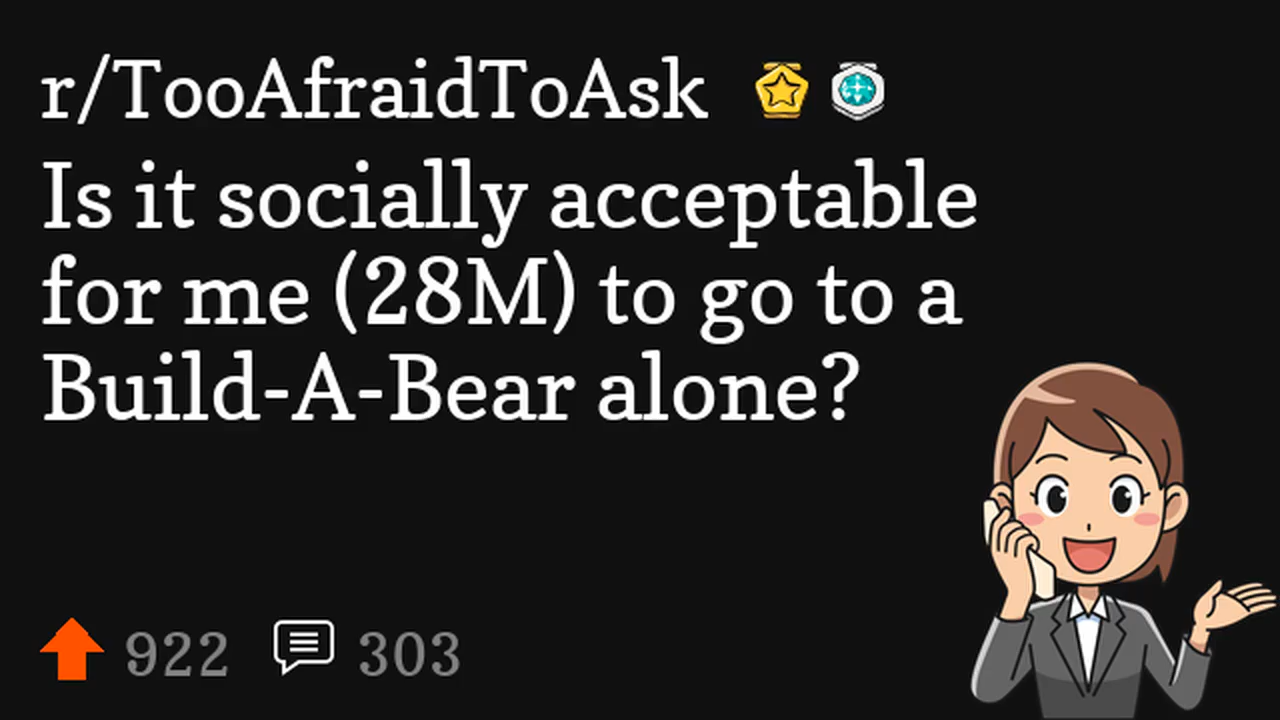 r/TooAfraidToAsk
Is it socially acceptable
for me (28M) to go to a
Build-A-Bear alone?
922 303